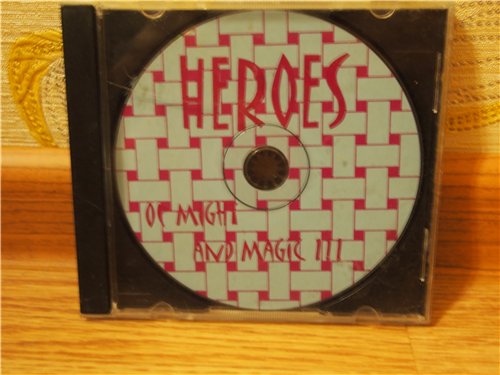 HEROES
OF MIGHT
AND MAGIC III